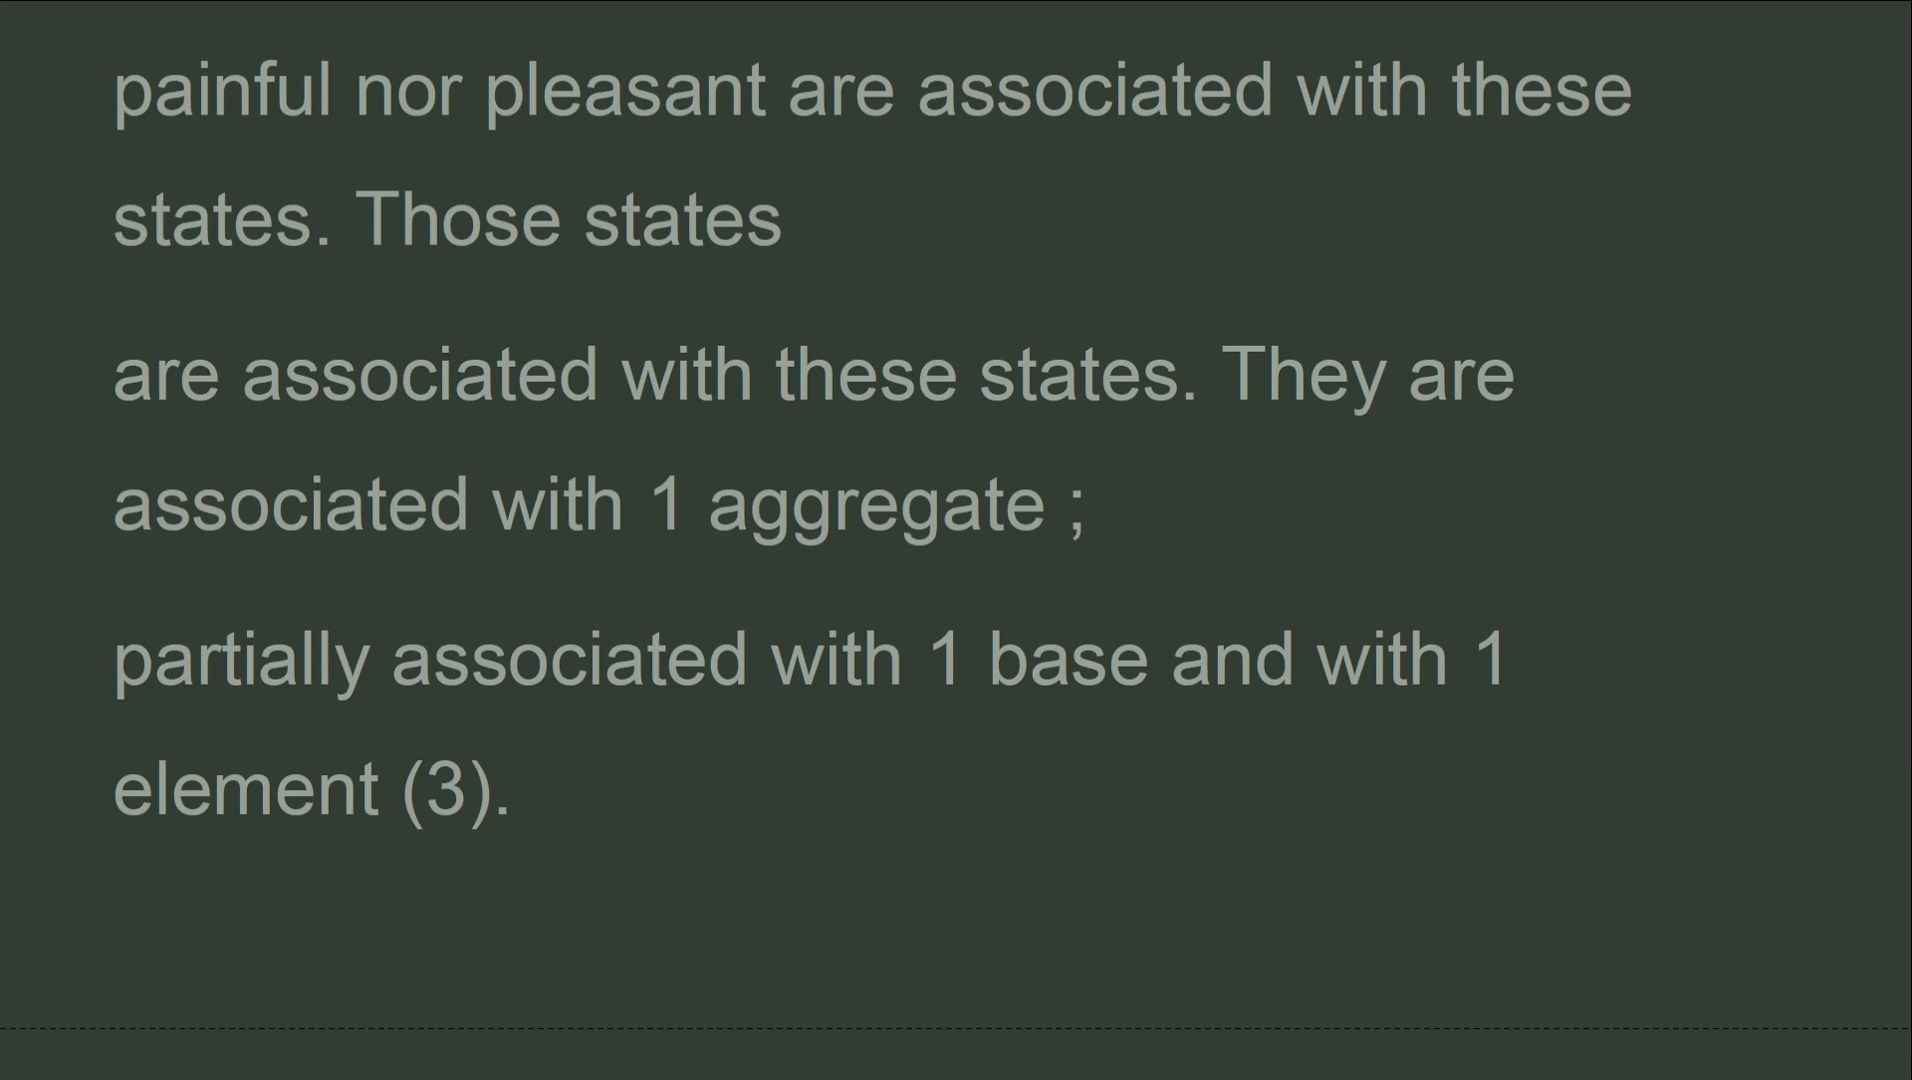 painful nor pleasant are associated with these
states. Those states
are associated with these states. They are
associated with 1 aggregate ;
partially associated with 1 base and with 1
element (3).